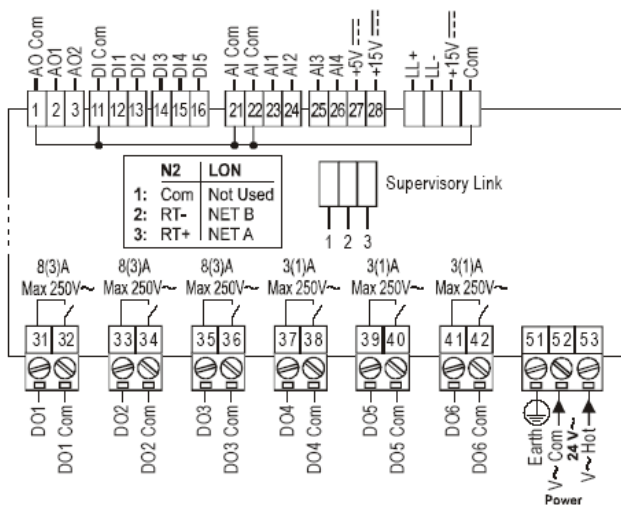 AO Com
AO1
AO2
DI Com
DI1
DI2
DI3
DI4
DI5
AI Com
AI Com
AI1
AI2
AI3
AI4
+5V
+15V
LL+
LL-
+15V
Com
1 2 3 11 12 13 14 15 16 21 22 23 24 25 26 27 28
N2 LON
1: Com Not Used
2: RT- NET B
3: RT+ NET A
Supervisory Link
1 2 3
8(3)A 8(3)A 8(3)A 3(1)A 3(1)A 3(1)A
Max 250V~ Max 250V~ Max 250V~ Max 250V~ Max 250V~ Max 250V~
31 32 33 34 35 36 37 38 39 40 41 42 51 52 53
DO1
DO1 Com
DO2
DO2 Com
DO3
DO3 Com
DO4
DO4 Com
DO5
DO5 Com
DO6
DO6 Com
Earth
V~ Com
24 V~
V~ Hot
Power